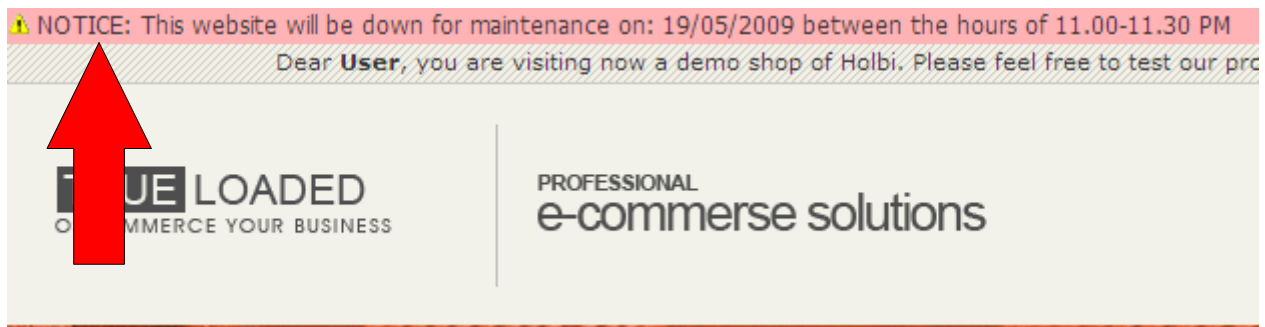 NOTICE: This website will be down for maintenance on: 19/05/2009 between the hours of 11.00-11.30 PM
Dear User, you are visiting now a demo shop of Holbi. Please feel free to test our pro
LOADED
COMMERCE YOUR BUSINESS
PROFESSIONAL
e-commerse solutions